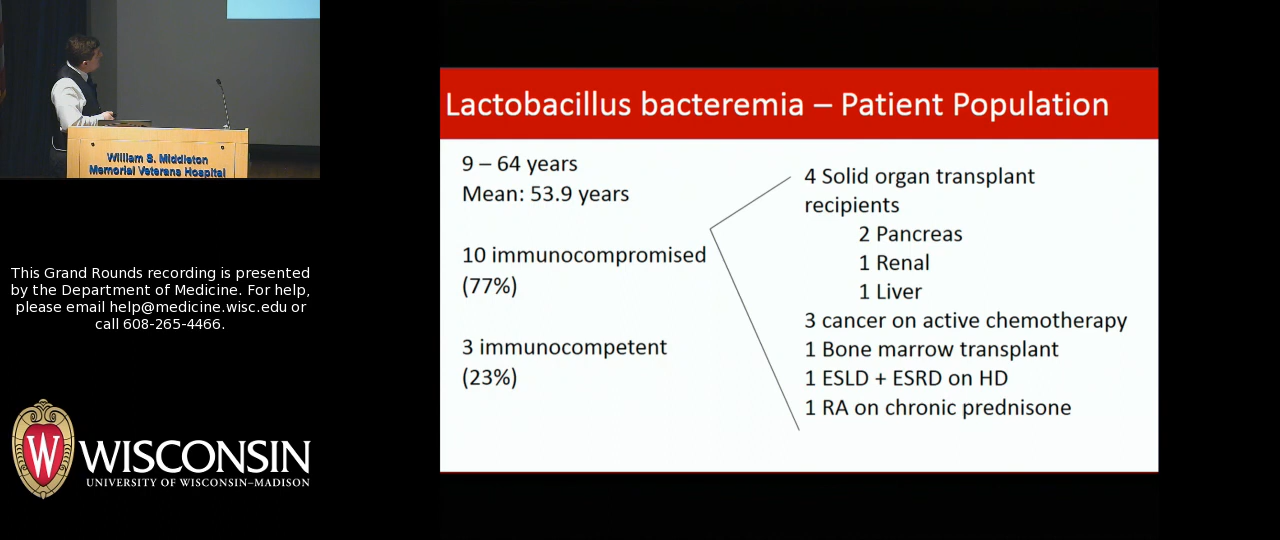 William S. Middleton
Memorial Veterans Hospital
This Grand Rounds recording is presented
by the Department of Medicine. For help,
please email help@medicine.wisc.edu or
call 608-265-4466.
W
WISCONSIN
UNIVERSITY OF WISCONSIN–MADISON
Lactobacillus bacteremia – Patient Population
9 – 64 years
Mean: 53.9 years
10 immunocompromised
(77%)
3 immunocompetent
(23%)
4 Solid organ transplant
recipients
2 Pancreas
1 Renal
1 Liver
3 cancer on active chemotherapy
1 Bone marrow transplant
1 ESLD + ESRD on HD
1 RA on chronic prednisone